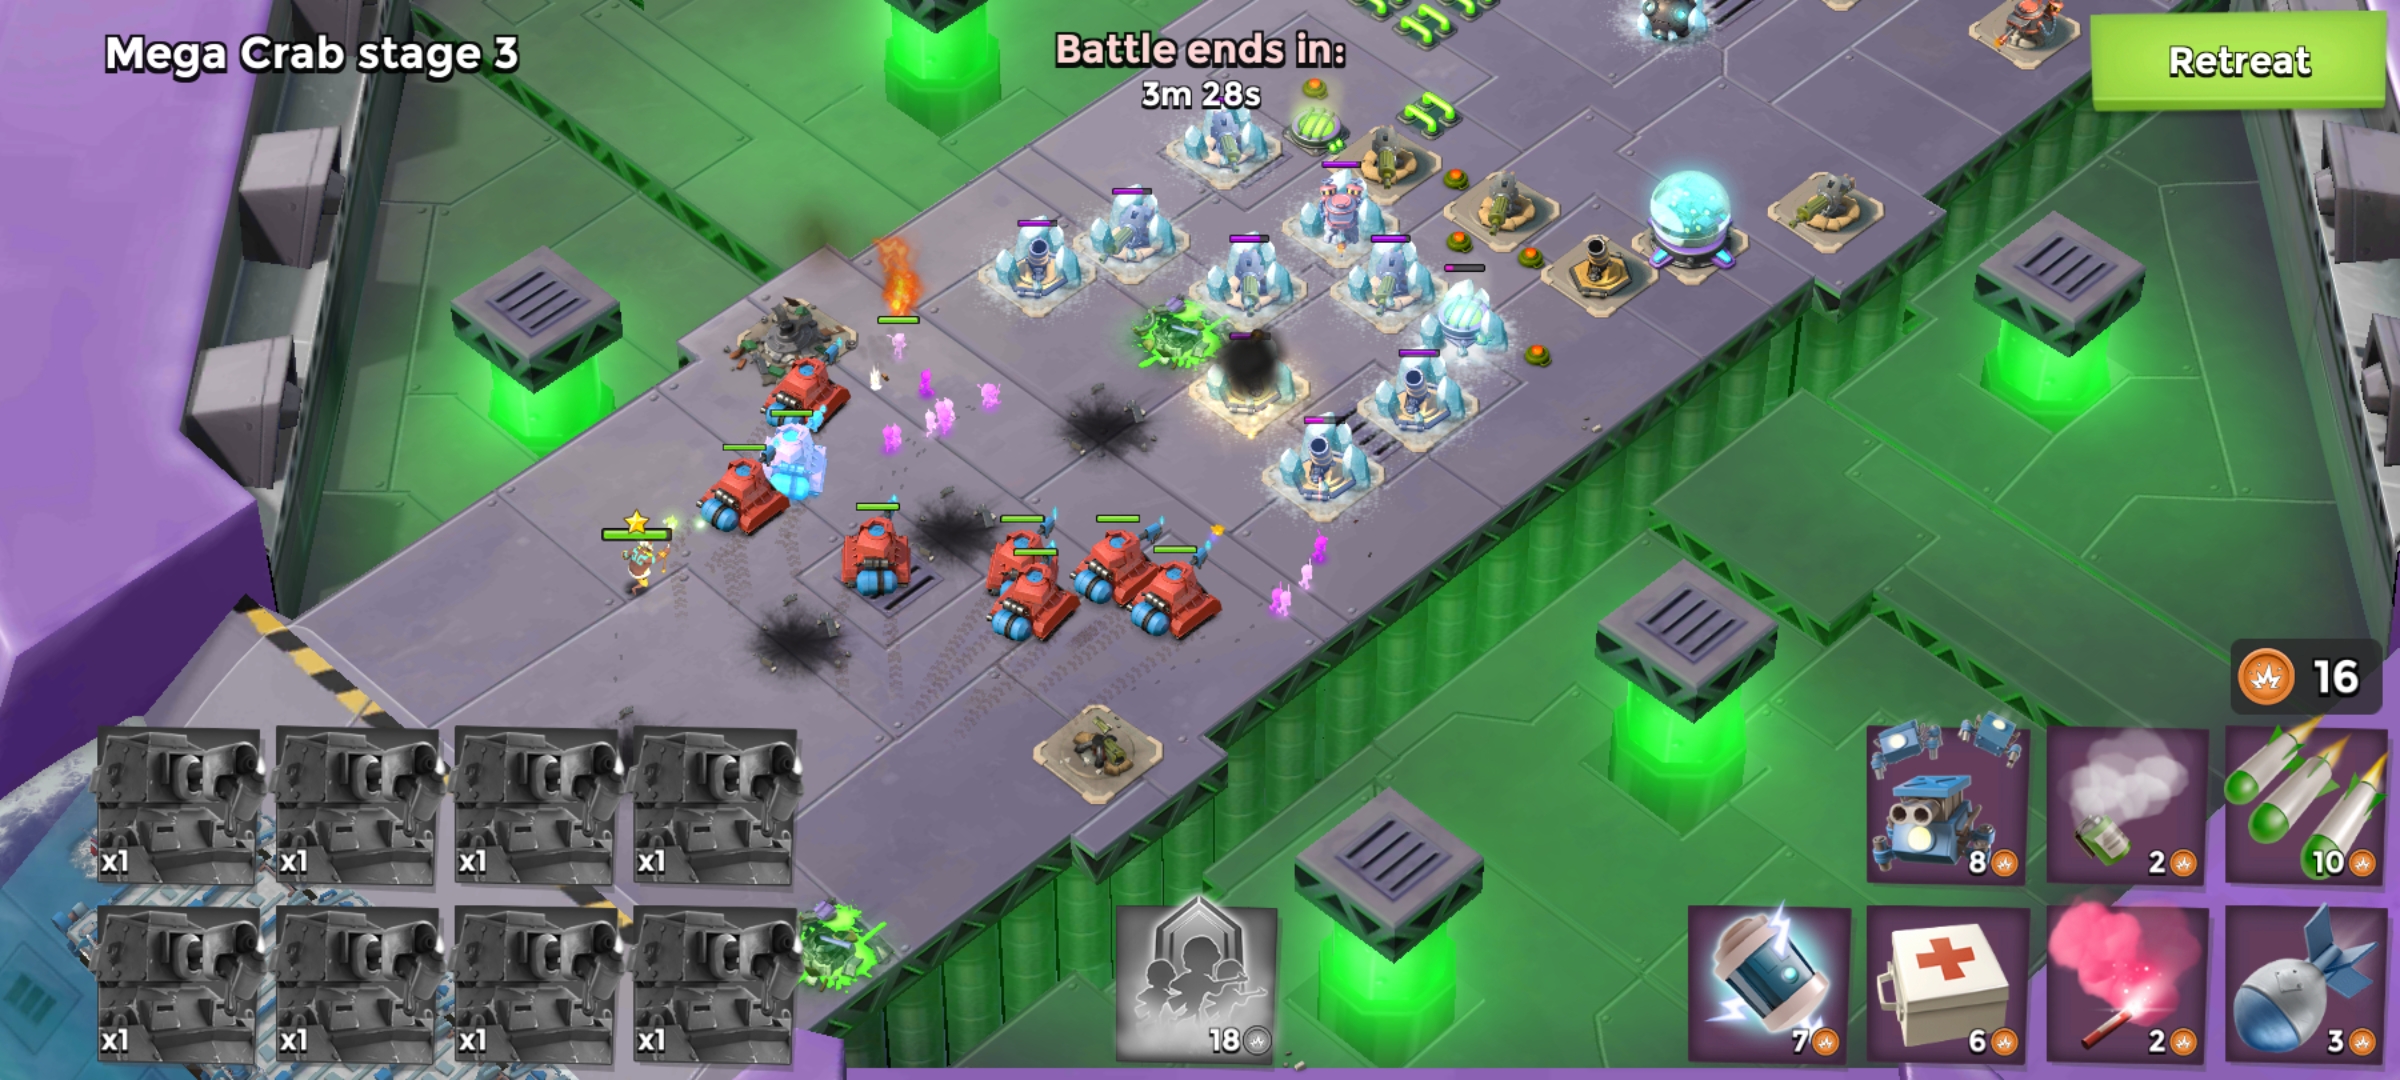 Mega Crab stage 3
Battle ends in:
3m 28s
Retreat
16
x1
x1
x1
x1
8
2
10
x1
x1
x1
x1
18
7
6
2
3